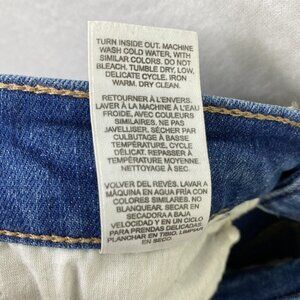 TURN INSIDE OUT. MACHINE
WASH COLD WATER, WITH
SIMILAR COLORS. DO NOT
BLEACH. TUMBLE DRY, LOW,
DELICATE CYCLE. IRON
WARM. DRY CLEAN.
RETOURNER À L'ENVERS.
LAVER À LA MACHINE À L'EAU
FROIDE, AVEC COULEURS
SIMILAIRES. NE PAS
JAVELLISER. SÉCHER PAR
CULBUTAGE À BASSE
TEMPÉRATURE, CYCLE
DÉLICAT. REPASSER À
TEMPÉRATURE MOYENNE.
NETTOYAGE À SEC.
VOLVER DEL REVÉS. LAVAR A
MÁQUINA EN AGUA FRÍA CON
COLORES SIMILARES. NO
BLANQUEAR. SECAR EN
SECADORA A BAJA
VELOCIDAD Y EN UN CICLO
PARA PRENDAS DELICADAS.
PLANCHAR EN TIBIO. LIMPIAR
EN SECO.